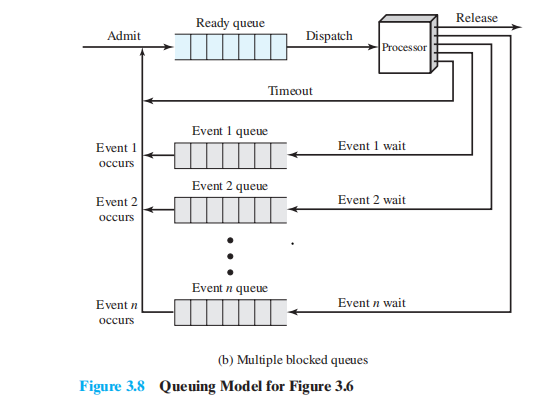 Release
Ready queue
Admit
Dispatch
Processor
Timeout
Event 1 queue
Event 1
occurs
Event 1 wait
Event 2 queue
Event 2
occurs
Event 2 wait
Event n queue
Event n
occurs
Event n wait
(b) Multiple blocked queues
Figure 3.8 Queuing Model for Figure 3.6